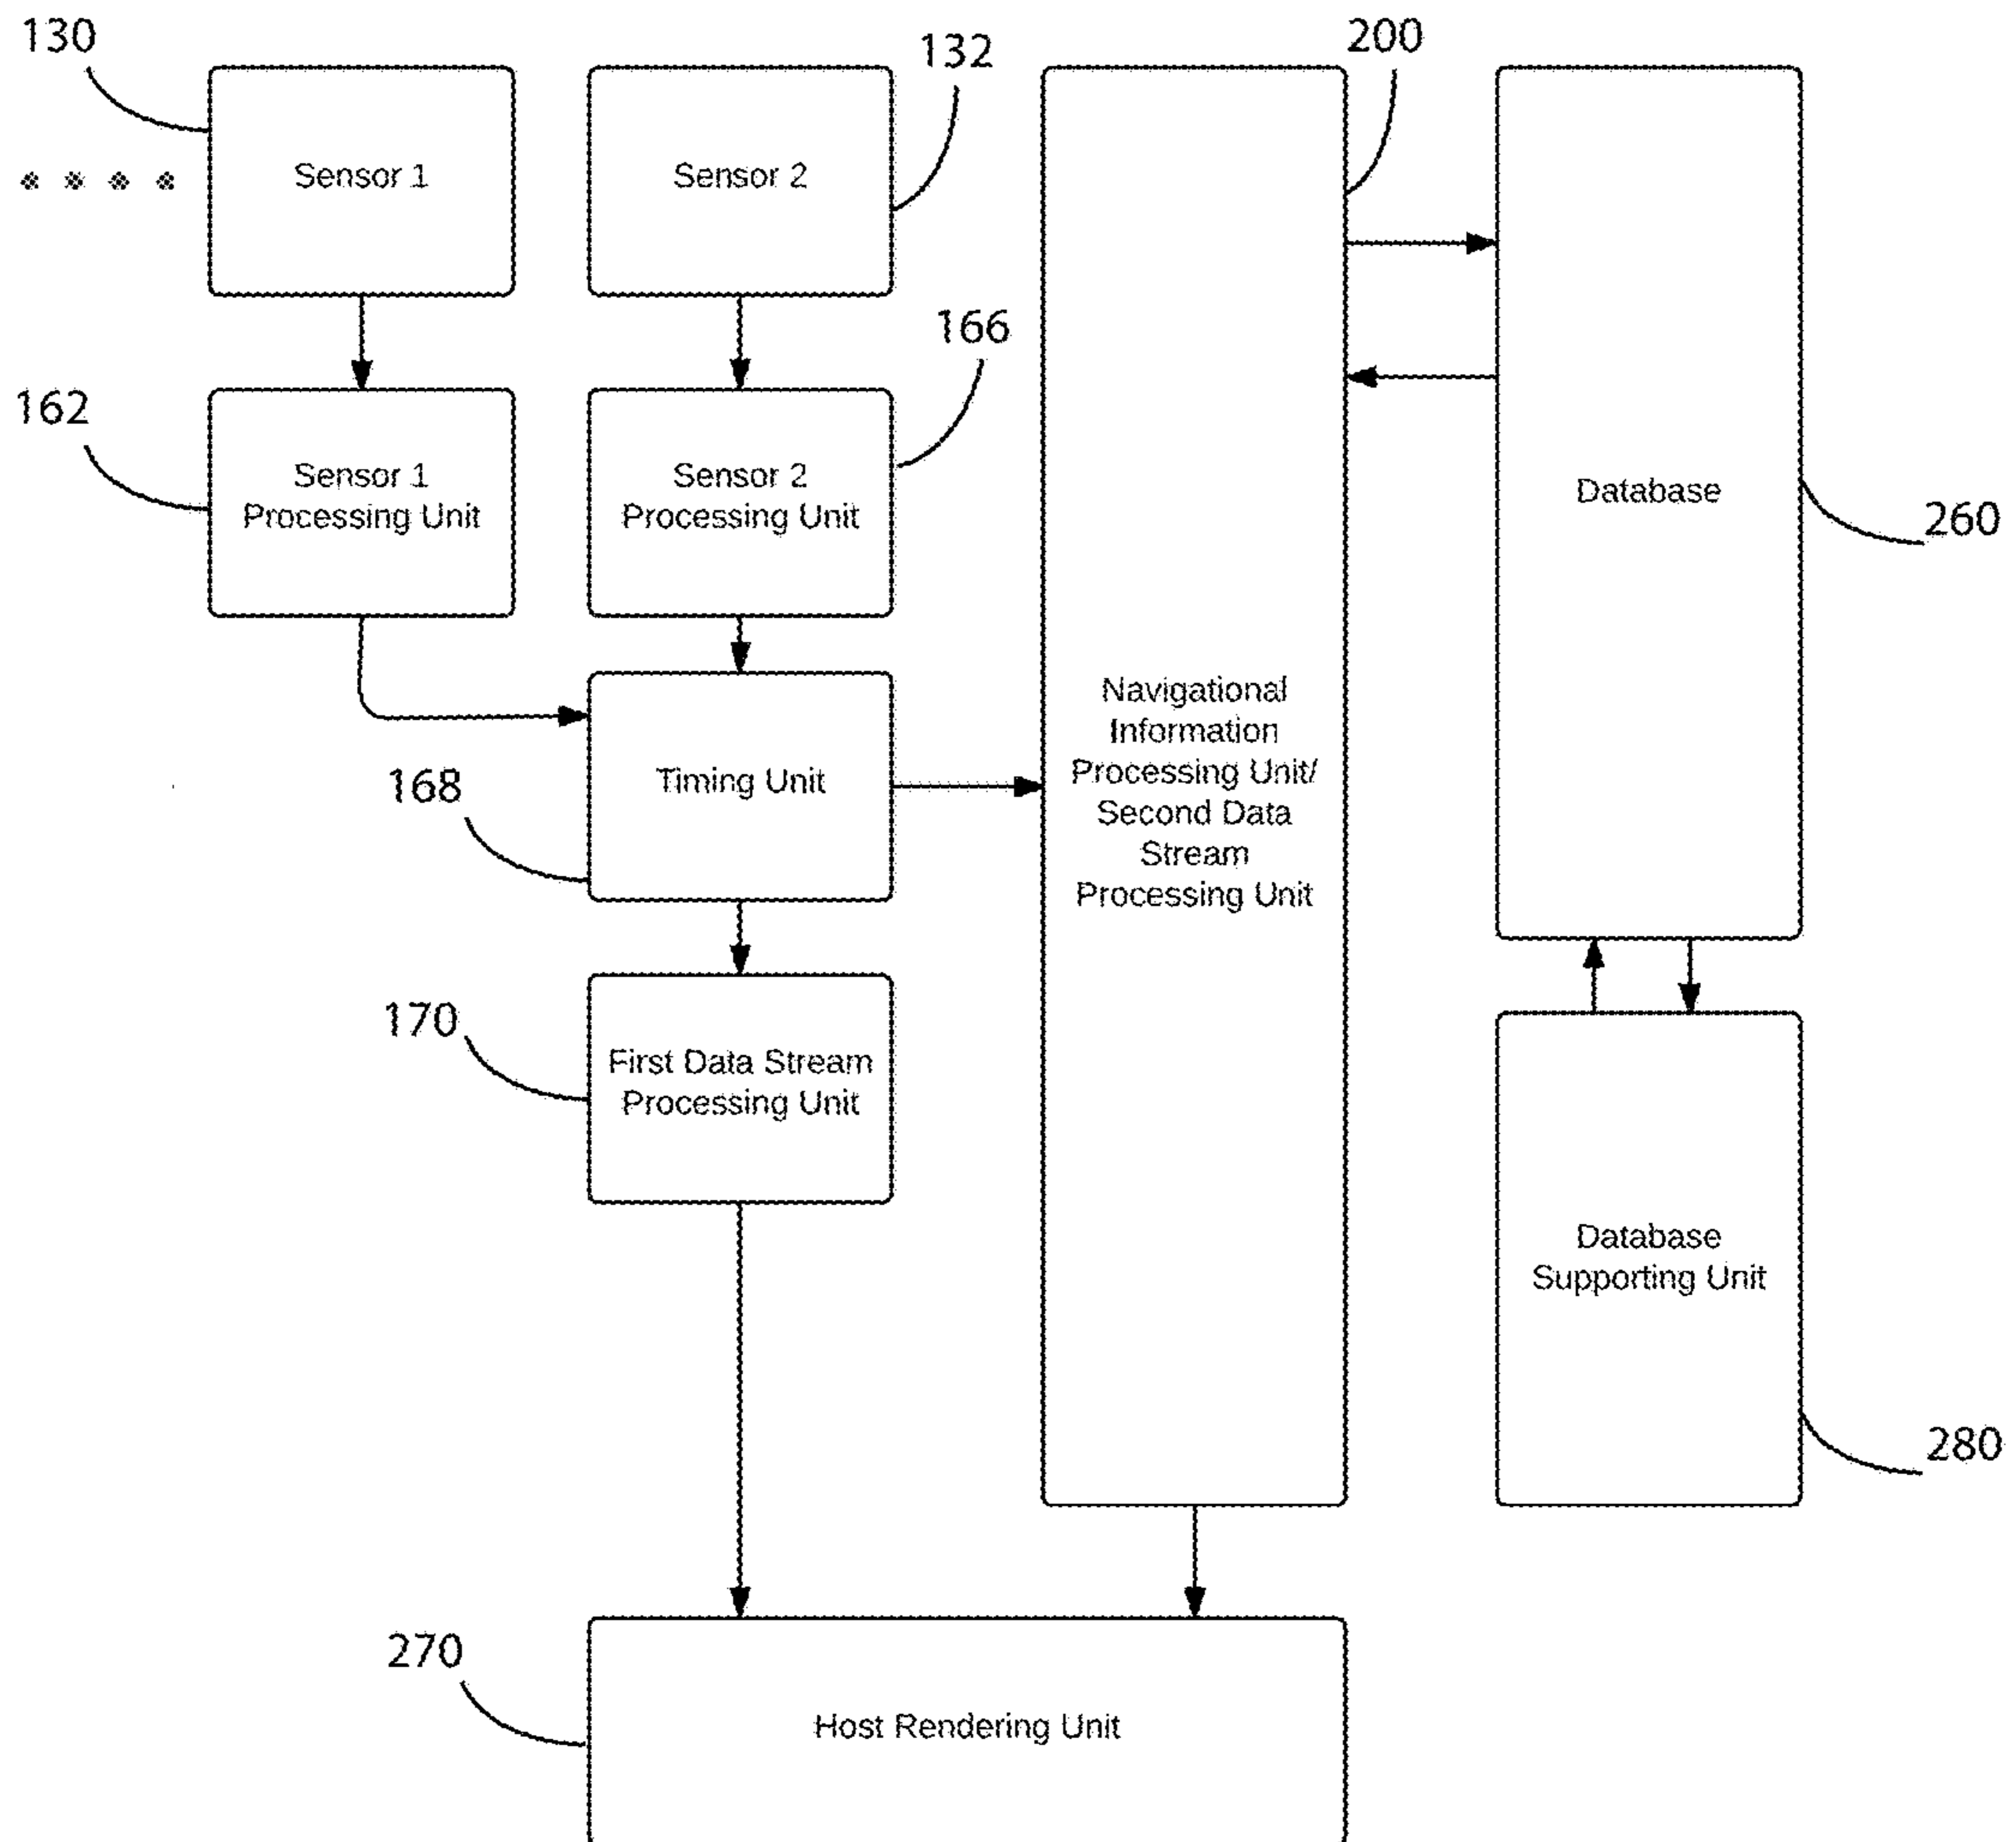 130
132
200
Sensor 1
Sensor 2
166
162
Sensor 1
Processing Unit
Sensor 2
Processing Unit
Database
260
Navigational
Information
Processing Unit/
Second Data
Stream
Processing Unit
168
Timing Unit
170
First Data Stream
Processing Unit
Database
Supporting Unit
280
270
Host Rendering Unit